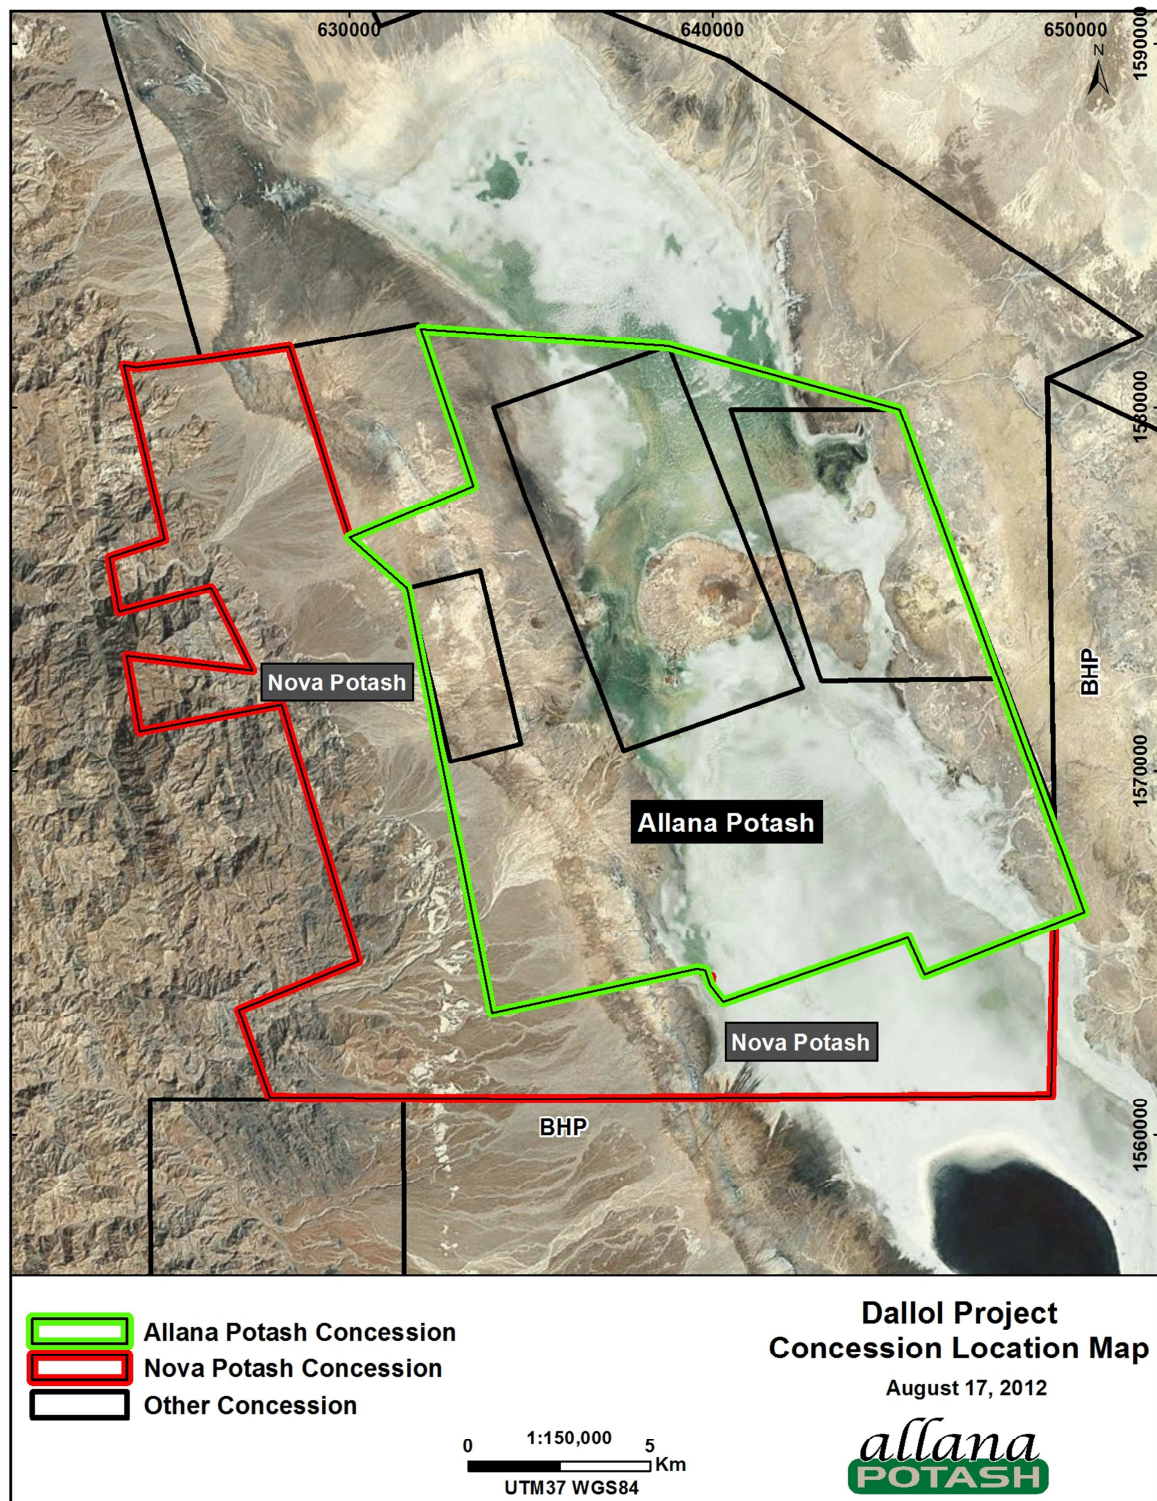 630000
640000
650000
1590000
N
1580000
Nova Potash
BHP
1570000
Allana Potash
Nova Potash
BHP
1560000
Allana Potash Concession
Nova Potash Concession
Other Concession
0
1:150,000
5
Km
UTM37 WGS84
Dallol Project
Concession Location Map
August 17, 2012
allana
POTASH